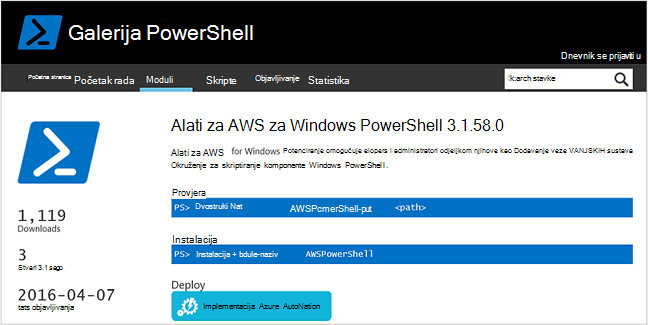 Galerija PowerShell
Dnevnik se prijaviti u
Početna stranica Početak rada Moduli Skripte Objavljivanje Statistika
Alati za AWS za Windows PowerShell 3.1.58.0
Alati za AWS for Windows Potenciranje omogućuje elopers i administratori odjeljkom njihove kao Dodavanje veze VANJSKIH sustava
Okruženje za skriptiranje komponente Windows PowerShell.
Provjera
PS> Dvostruki Nat AWSPcmerShell-put <path>
Instalacija
PS> Instalacija + bdule-naziv AWSPowerShell
1,119
Downloads
3
Stvari 3.1 sago
2016-04-07
tats objavljivanja
Deploy
Implementacija Azure AutoNation